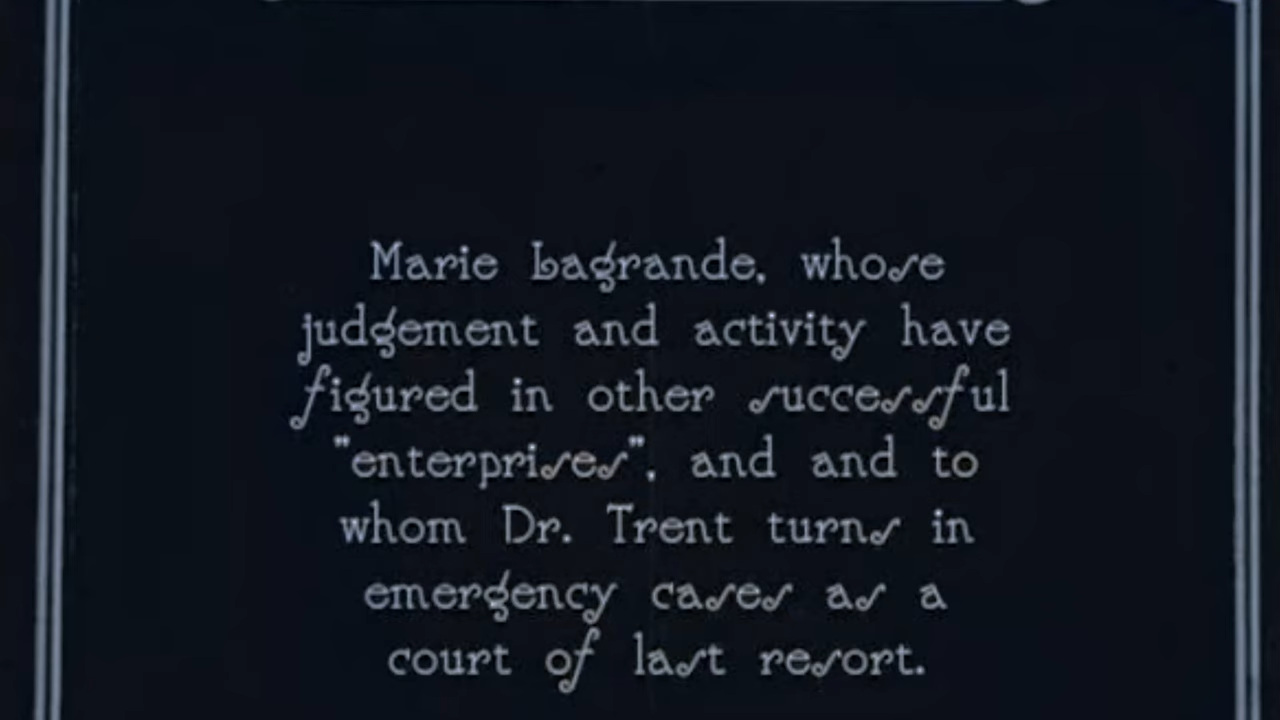 Marie Lagrande, whose
judgement and activity have
figured in other successful
"enterprises", and and to
whom Dr. Trent turns in
emergency cases as a
court of last resort.